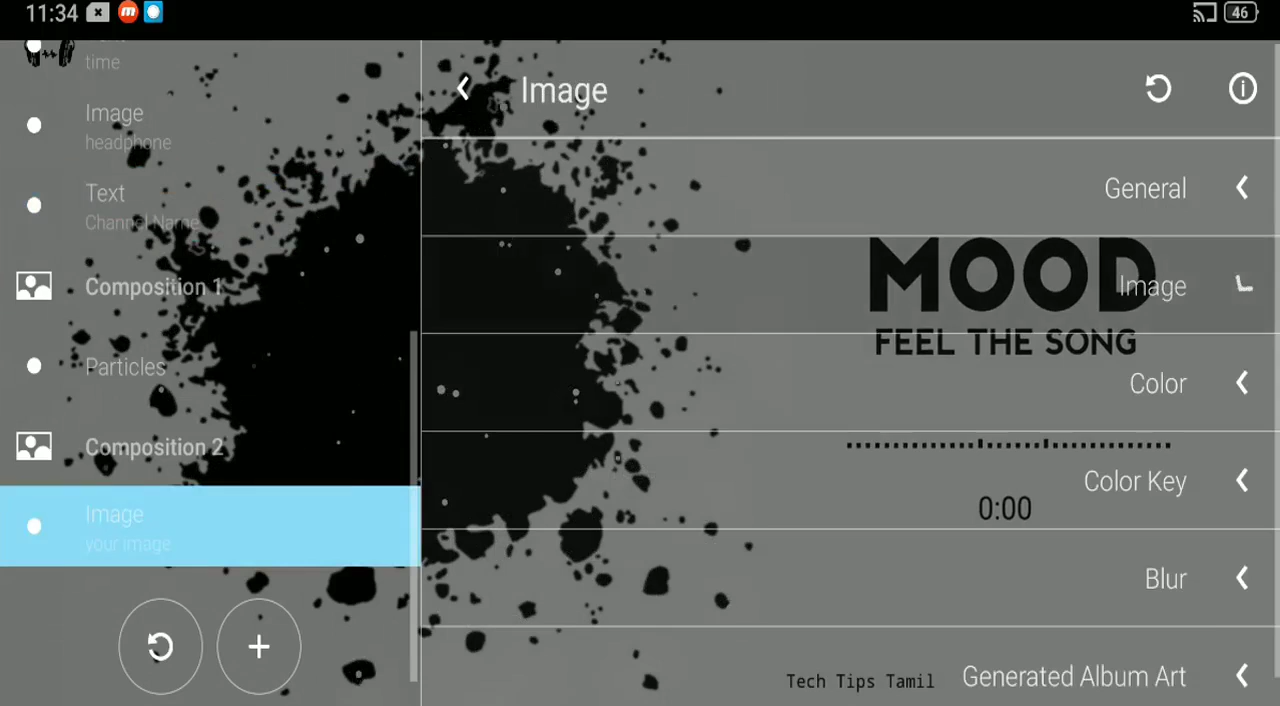 11:34
46
time
Image
headphone
Text
Channel Name
Composition 1
Particles
Composition 2
Image
your image
Image
General
Image
Color
Color Key
Blur
Generated Album Art
MOOD
FEEL THE SONG
0:00
Tech Tips Tamil